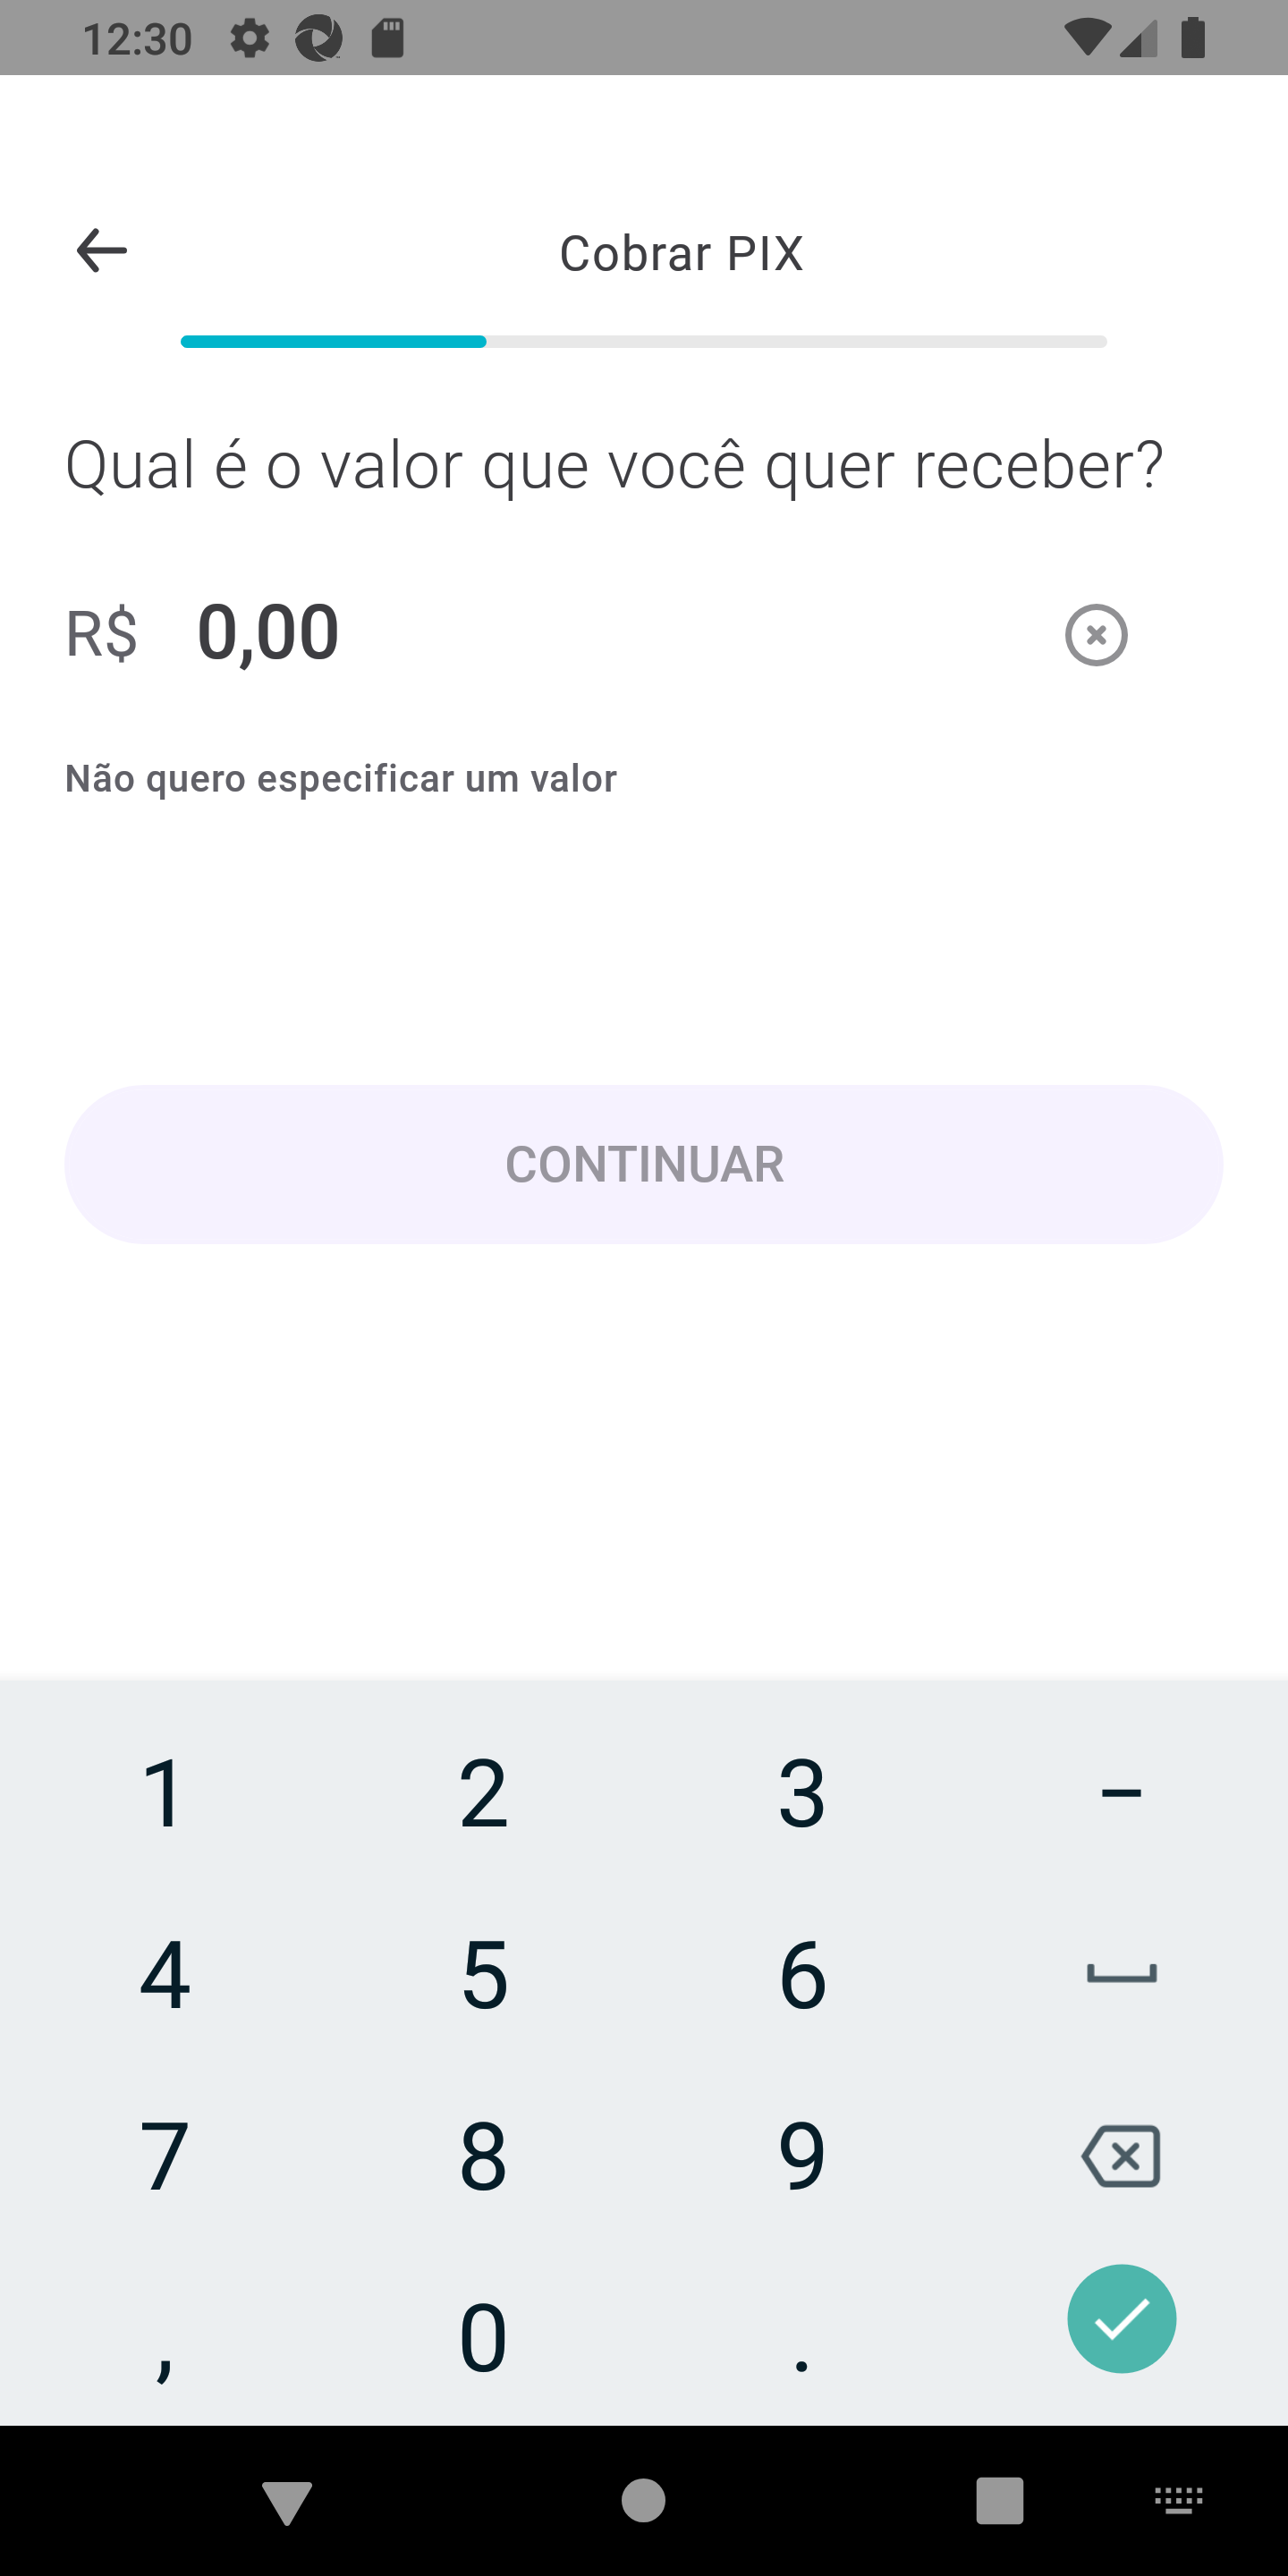 12:30
Cobrar PIX
Qual é o valor que você quer receber?
R$ 0,00
Não quero especificar um valor
CONTINUAR
1 2 3 –
4 5 6
7 8 9
, 0 .